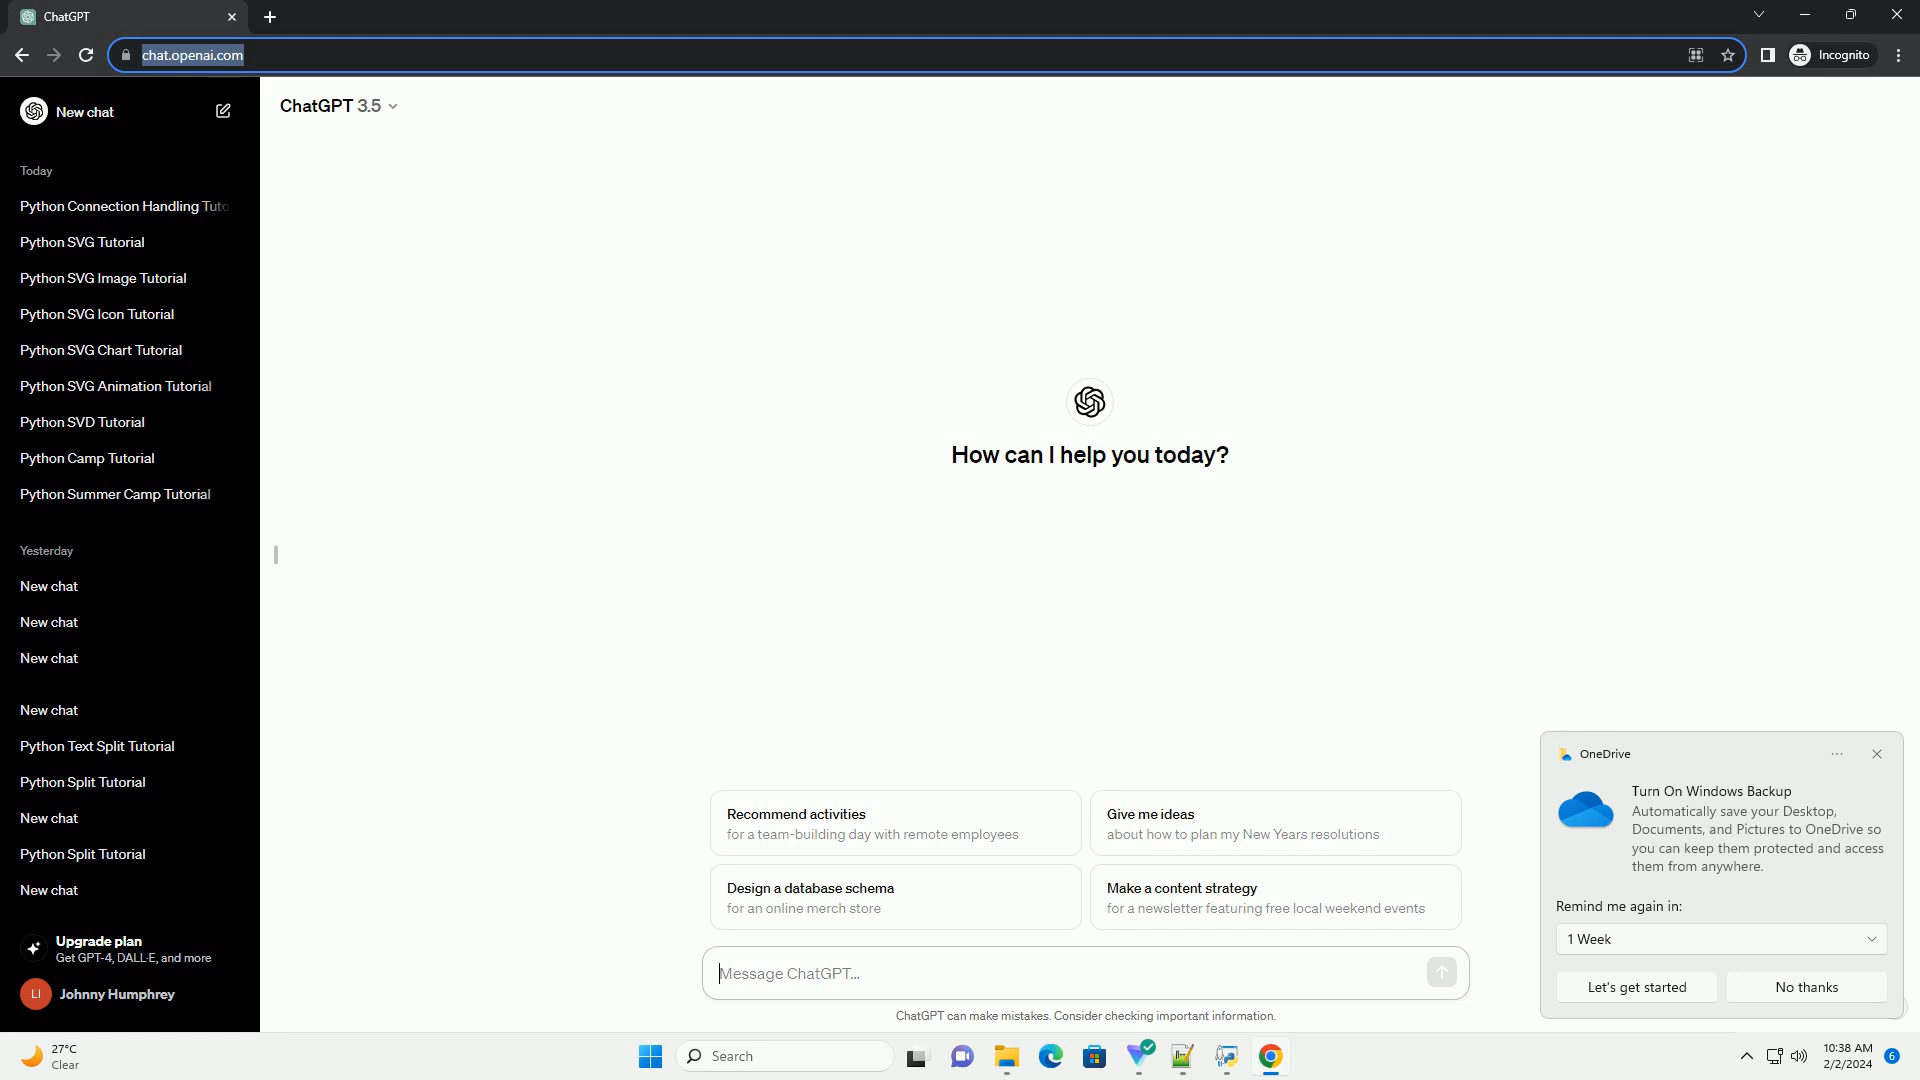 ChatGPT
chat.openai.com
Incognito
New chat
ChatGPT 3.5
Today
Python Connection Handling Tuto
Python SVG Tutorial
Python SVG Image Tutorial
Python SVG Icon Tutorial
Python SVG Chart Tutorial
Python SVG Animation Tutorial
Python SVD Tutorial
Python Camp Tutorial
Python Summer Camp Tutorial
Yesterday
New chat
New chat
New chat
New chat
Python Text Split Tutorial
Python Split Tutorial
New chat
Python Split Tutorial
New chat
Upgrade plan
Get GPT-4, DALL·E, and more
LI
Johnny Humphrey
How can I help you today?
Recommend activities
for a team-building day with remote employees
Give me ideas
about how to plan my New Years resolutions
Design a database schema
for an online merch store
Make a content strategy
for a newsletter featuring free local weekend events
Message ChatGPT...
ChatGPT can make mistakes. Consider checking important information.
OneDrive
Turn On Windows Backup
Automatically save your Desktop,
Documents, and Pictures to OneDrive so
you can keep them protected and access
them from anywhere.
Remind me again in:
1 Week
Let's get started
No thanks
27°C
Clear
Search
10:38 AM
2/2/2024
6